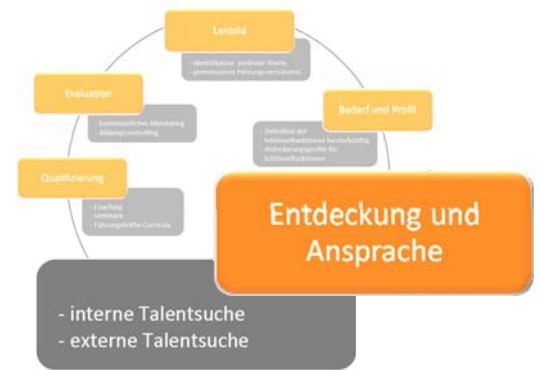 Leitbild
- Identifikation zentraler Werte
- gemeinsames Führungsverständnis
Evaluation
- kontinuierliches Monitoring
- Bildungscontrolling
Bedarf und Profil
- Definition der
Schlüsselfunktionen
- Anforderungsprofile für
Schlüsselfunktionen
Qualifizierung
- Coaching
- Seminare
- Führungskräfte-Curricula
Entdeckung und
Ansprache
- interne Talentsuche
- externe Talentsuche